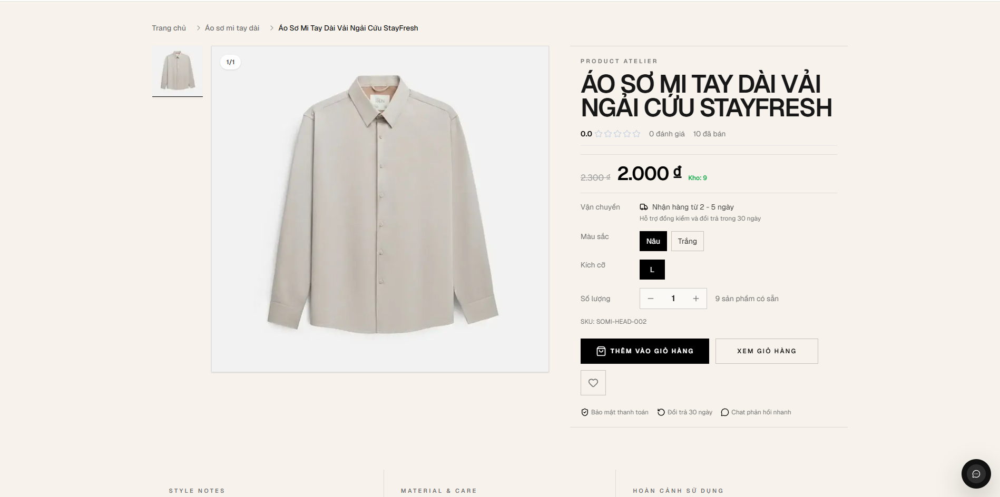 Trang chủ > Áo sơ mi tay dài > Áo Sơ Mi Tay Dài Vải Ngải Cứu StayFresh
1/1
PRODUCT ATELIER
ÁO SƠ MI TAY DÀI VẢI
NGẢI CỨU STAYFRESH
0.0 0 đánh giá 10 đã bán
2.300 ₫ 2.000 ₫ Kho: 9
Vận chuyển Nhận hàng từ 2 - 5 ngày
Hỗ trợ đồng kiểm và đổi trả trong 30 ngày
Màu sắc Nâu Trắng
Kích cỡ L
Số lượng − 1 + 9 sản phẩm có sẵn
SKU: SOMI-HEAD-002
THÊM VÀO GIỎ HÀNG XEM GIỎ HÀNG
Bảo mật thanh toán Đổi trả 30 ngày Chat phản hồi nhanh
STYLE NOTES MATERIAL & CARE HOÀN CẢNH SỬ DỤNG